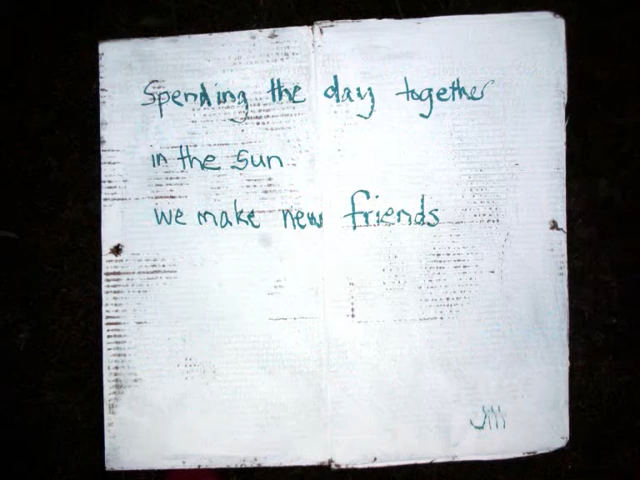 Spending the day together
in the sun
we make new friends